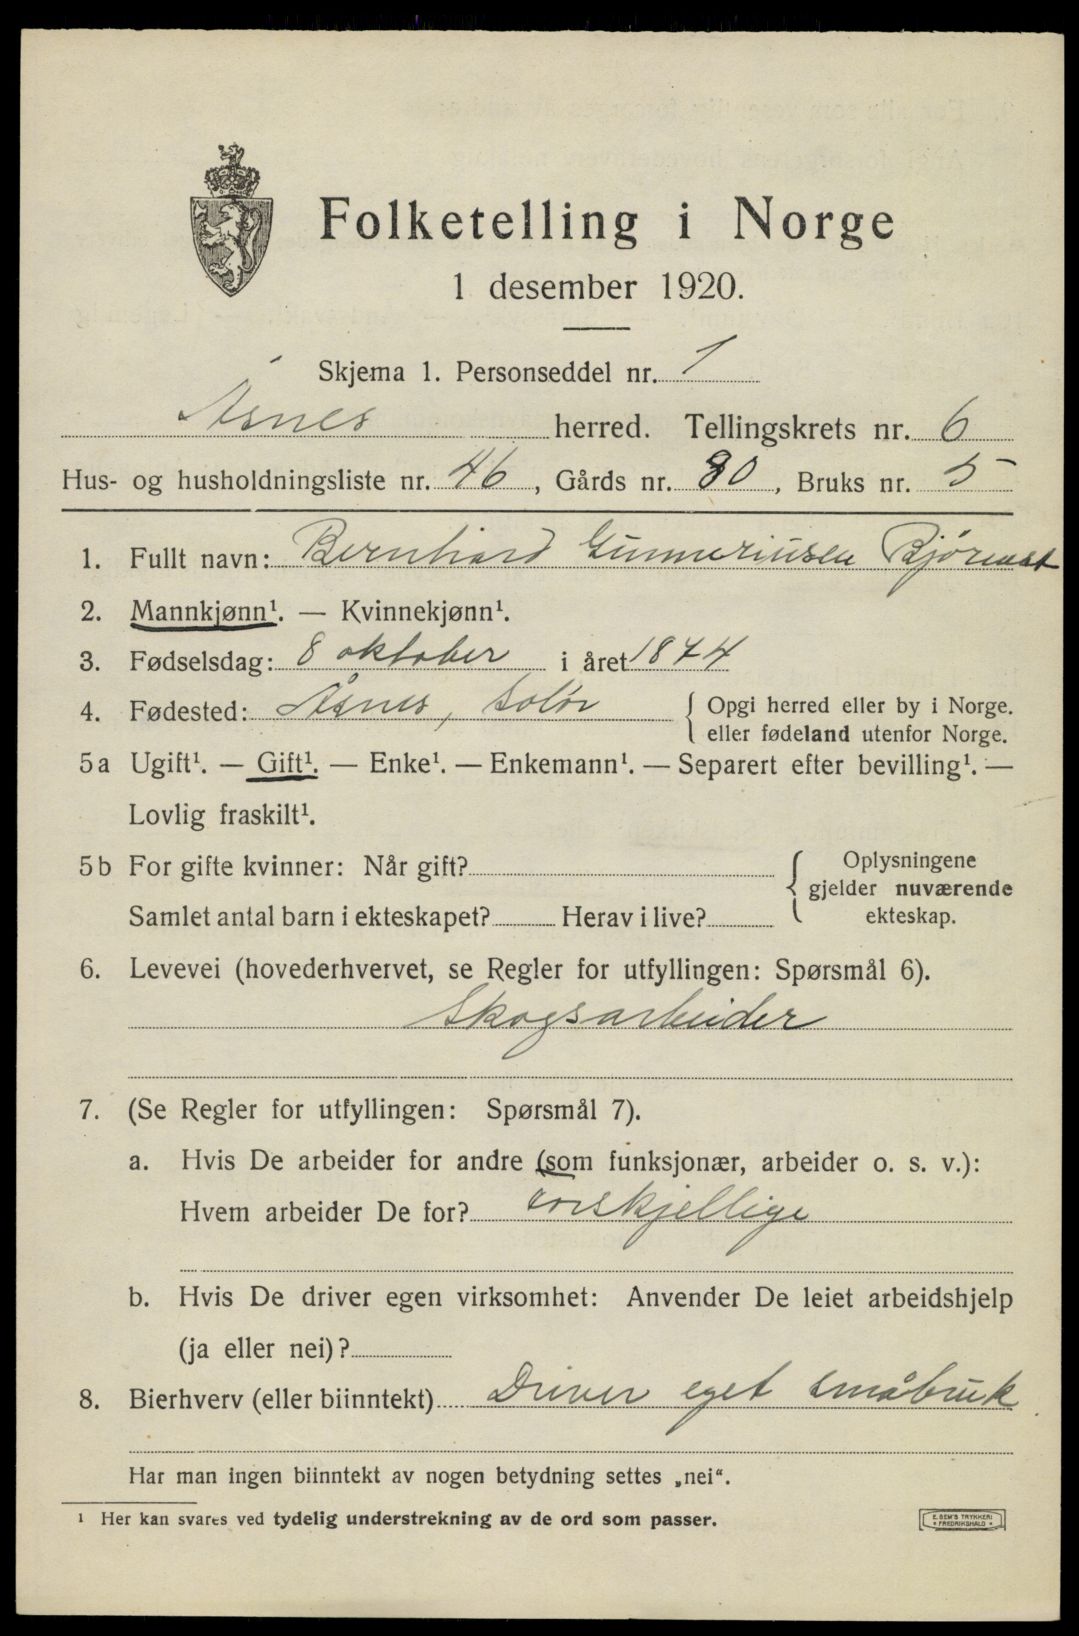 Folketelling i Norge
1 desember 1920.
Skjema 1. Personseddel nr. 1
Åsnes herred. Tellingskrets nr. 6
Hus- og husholdningsliste nr. 46, Gårds nr. 80, Bruks nr. 5
1. Fullt navn: Bernhard Gunneriusen
2. Mannkjønn¹. — Kvinnekjønn¹.
3. Fødselsdag: 8 oktober i året 1874
4. Fødested: Åsnes, Solør { Opgi herred eller by i Norge.
eller fødeland utenfor Norge.
5a Ugift¹. — Gift¹. — Enke¹. — Enkemann¹. — Separert efter bevilling¹. —
Lovlig fraskilt¹.
5b For gifte kvinner: Når gift? { Oplysningene
gjelder nuværende
Samlet antal barn i ekteskapet? Herav i live? ekteskap.
6. Levevei (hovederhvervet, se Regler for utfyllingen: Spørsmål 6).
Skogsarbeider
7. (Se Regler for utfyllingen: Spørsmål 7).
a. Hvis De arbeider for andre (som funksjonær, arbeider o. s. v.):
Hvem arbeider De for? forskjellige
b. Hvis De driver egen virksomhet: Anvender De leiet arbeidshjelp
(ja eller nei)?
8. Bierhverv (eller biinntekt) Driver eget småbruk
Har man ingen biinntekt av nogen betydning settes „nei“.
¹ Her kan svares ved tydelig understrekning av de ord som passer.
E. SEM'S TRYKKERI
• FREDRIKSHALD •